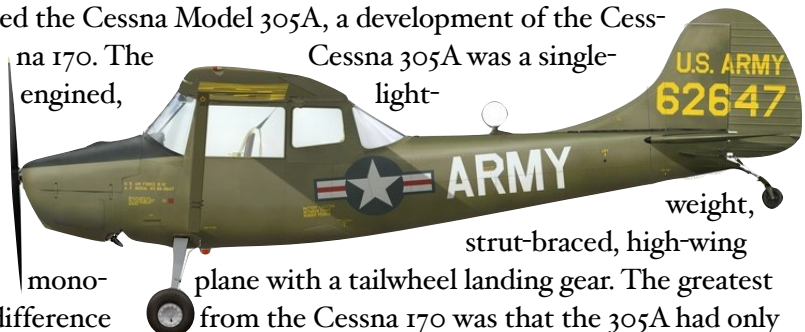 ed the Cessna Model 305A, a development of the Cess-
na 170. The Cessna 305A was a single-
engined, light-
U.S. ARMY
62647
ARMY
weight,
strut-braced, high-wing
mono- plane with a tailwheel landing gear. The greatest
difference from the Cessna 170 was that the 305A had only